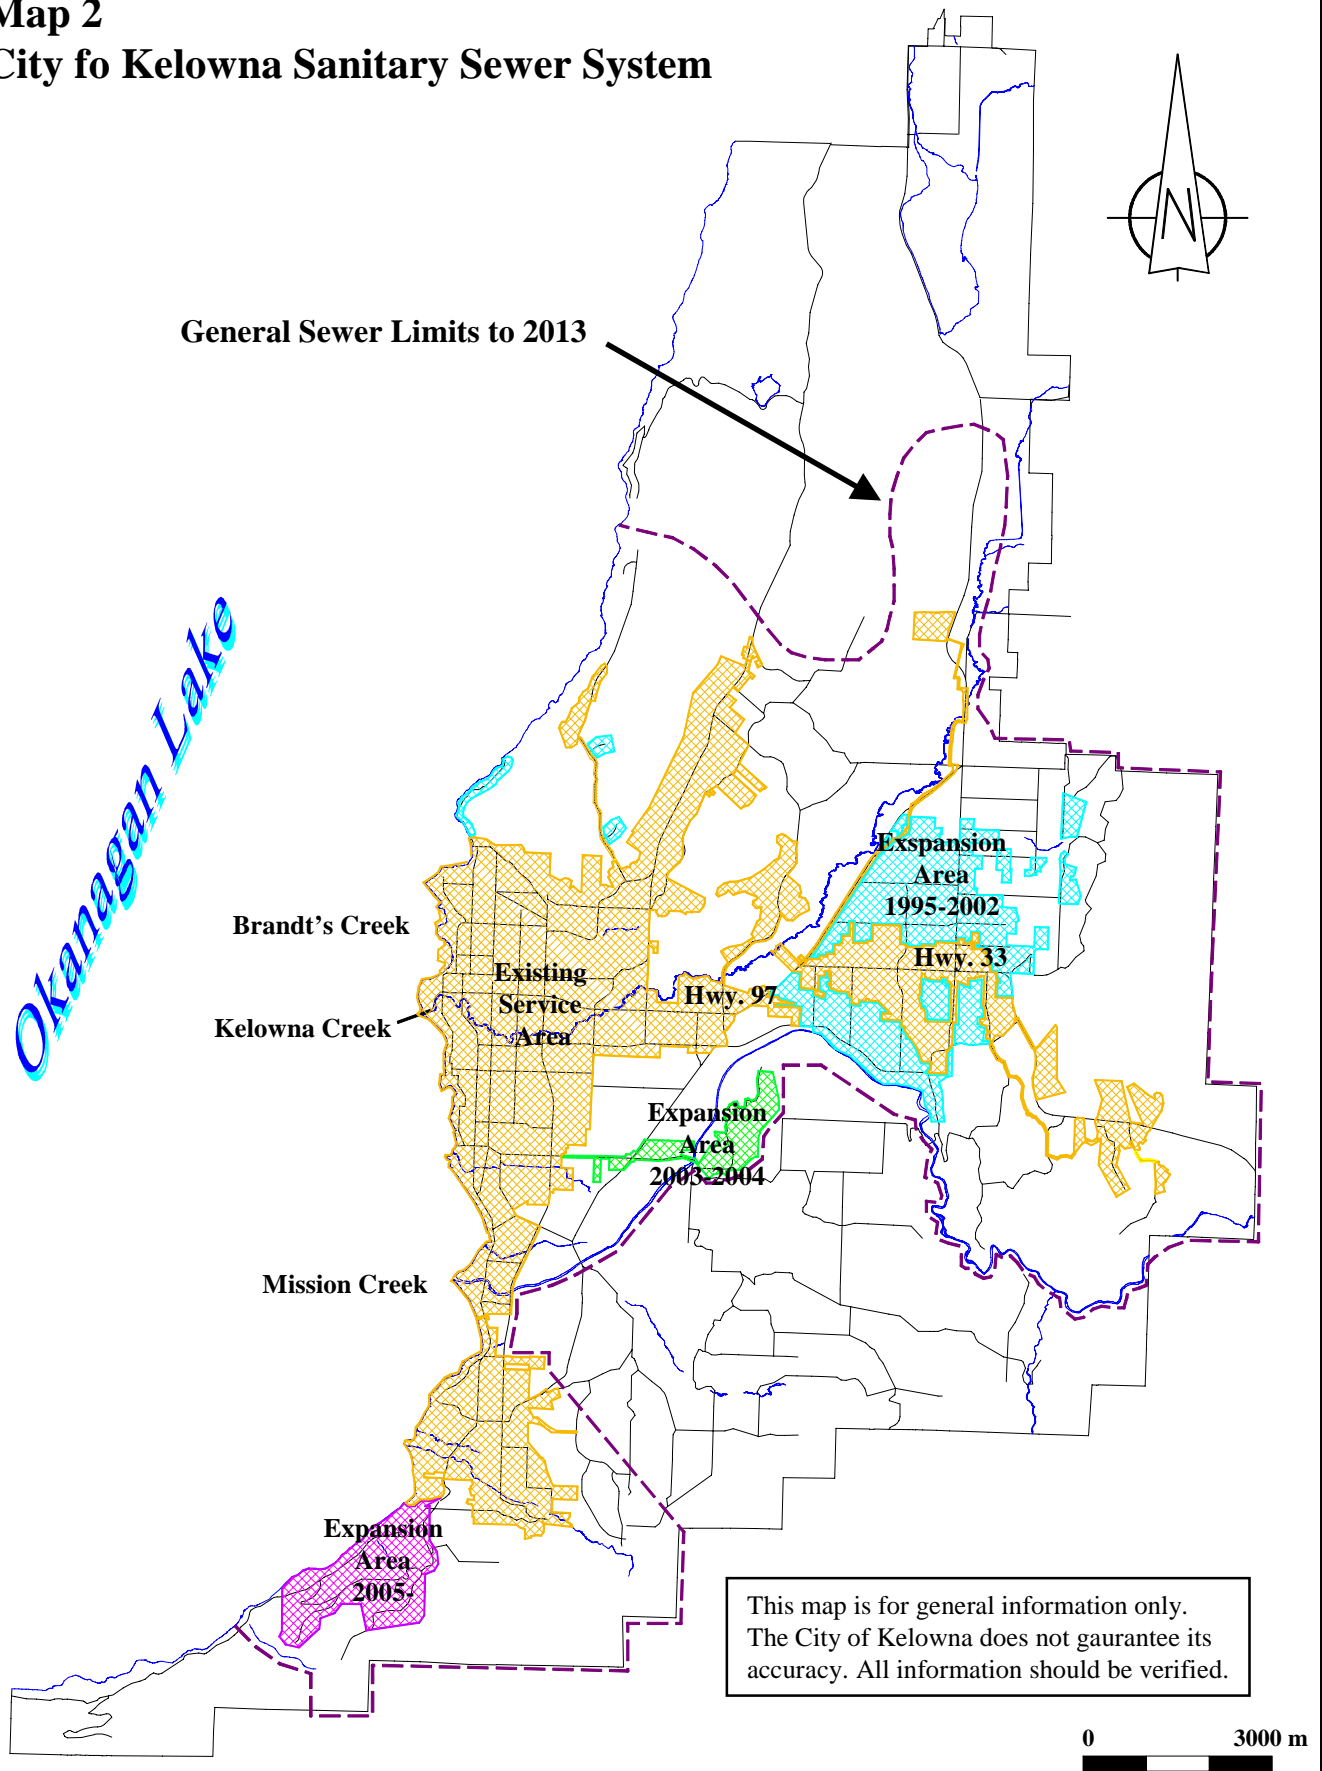 Map 2
City fo Kelowna Sanitary Sewer System
N
General Sewer Limits to 2013
Okanagan Lake
Exspansion
Area
1995-2002
Brandt's Creek
Hwy. 33
Existing
Service
Area
Hwy. 97
Kelowna Creek
Expansion
Area
2003-2004
Mission Creek
Expansion
Area
2005-
This map is for general information only.
The City of Kelowna does not gaurantee its
accuracy. All information should be verified.
0 3000 m